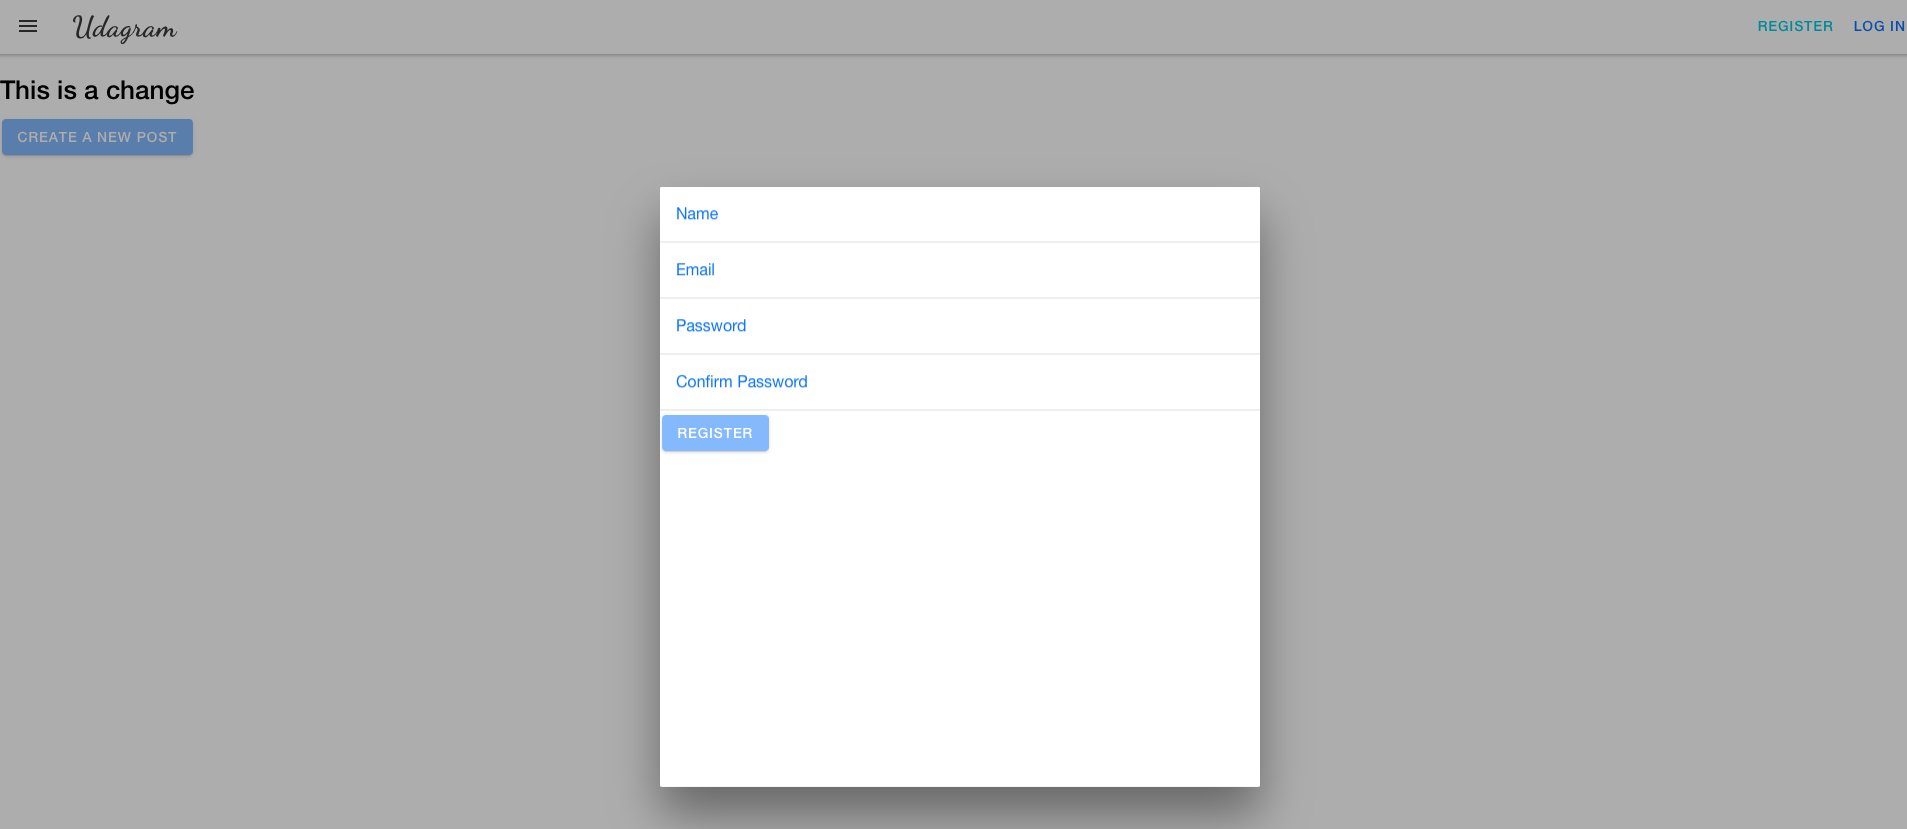 Udagram
REGISTER
LOG IN
This is a change
CREATE A NEW POST
Name
Email
Password
Confirm Password
REGISTER